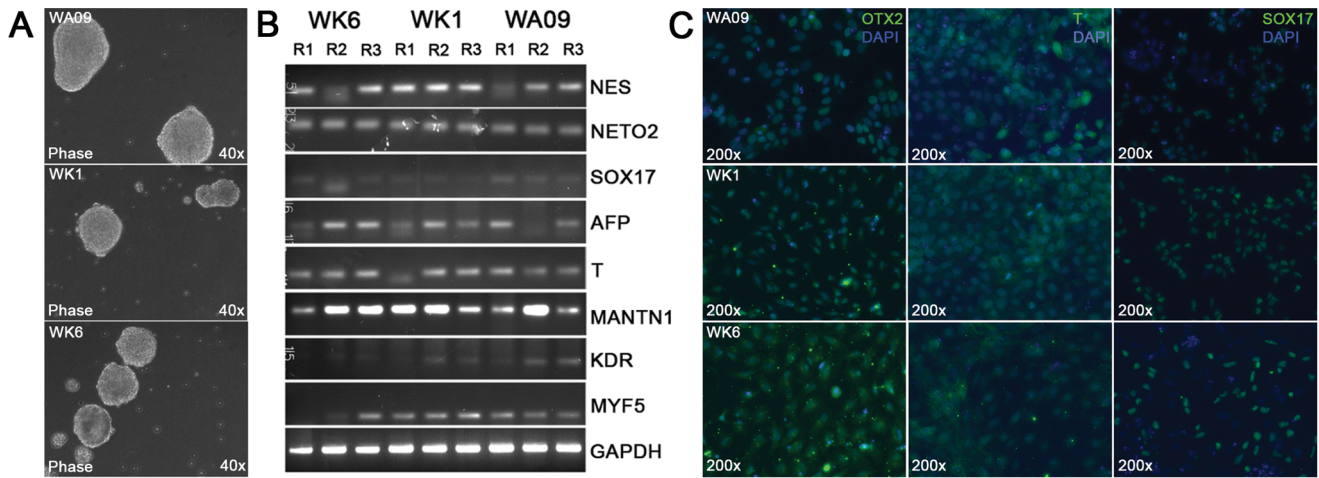 A
WA09
Phase 40x
WK1
Phase 40x
WK6
Phase 40x
B
WK6 WK1 WA09
R1 R2 R3 R1 R2 R3 R1 R2 R3
NES
NETO2
SOX17
AFP
T
MANTN1
KDR
MYF5
GAPDH
C
WA09 OTX2 T SOX17
DAPI DAPI DAPI
200x 200x 200x
WK1
200x 200x 200x
WK6
200x 200x 200x